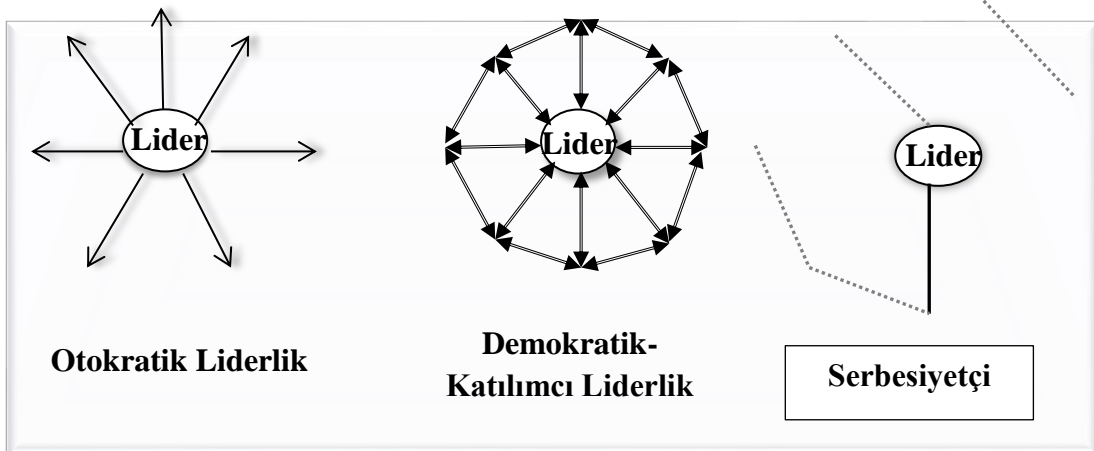 Lider
Lider
Lider
Otokratik Liderlik
Demokratik-
Katılımcı Liderlik
Serbesiyetçi